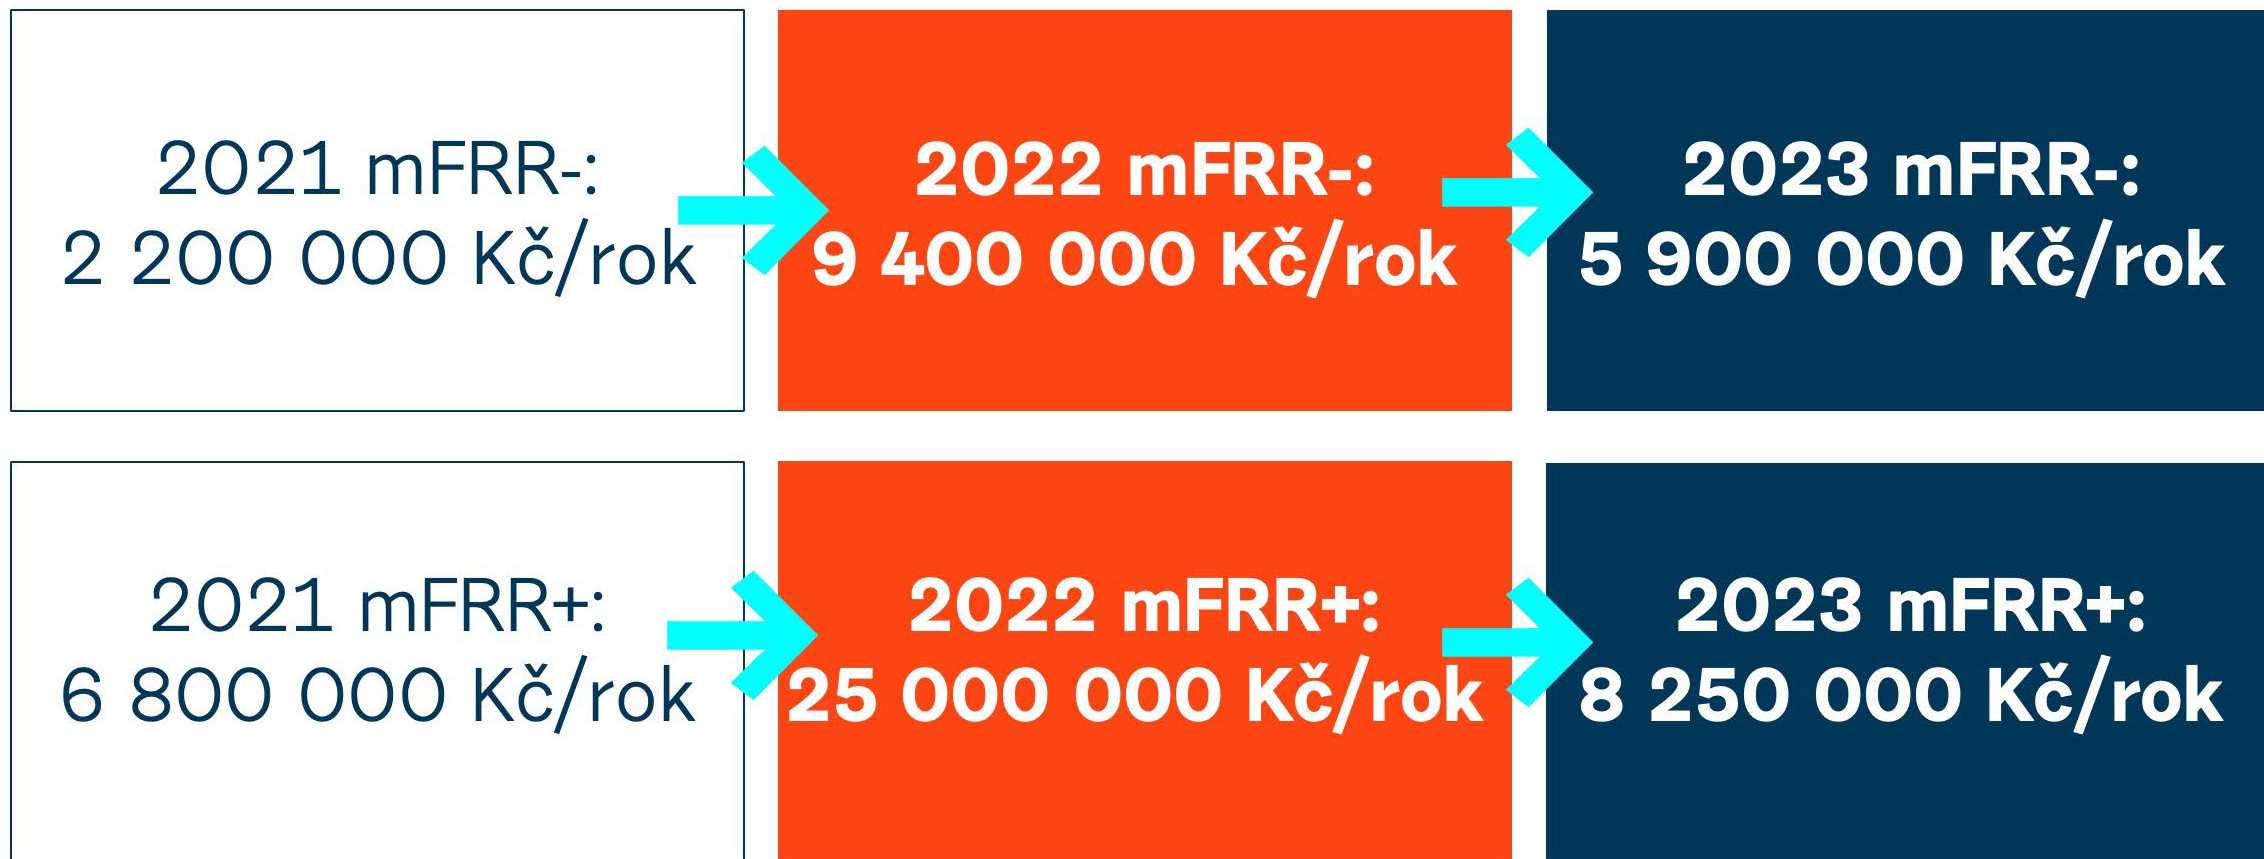 2021 mFRR-:
2 200 000 Kč/rok
2022 mFRR-:
9 400 000 Kč/rok
2023 mFRR-:
5 900 000 Kč/rok
2021 mFRR+:
6 800 000 Kč/rok
2022 mFRR+:
25 000 000 Kč/rok
2023 mFRR+:
8 250 000 Kč/rok